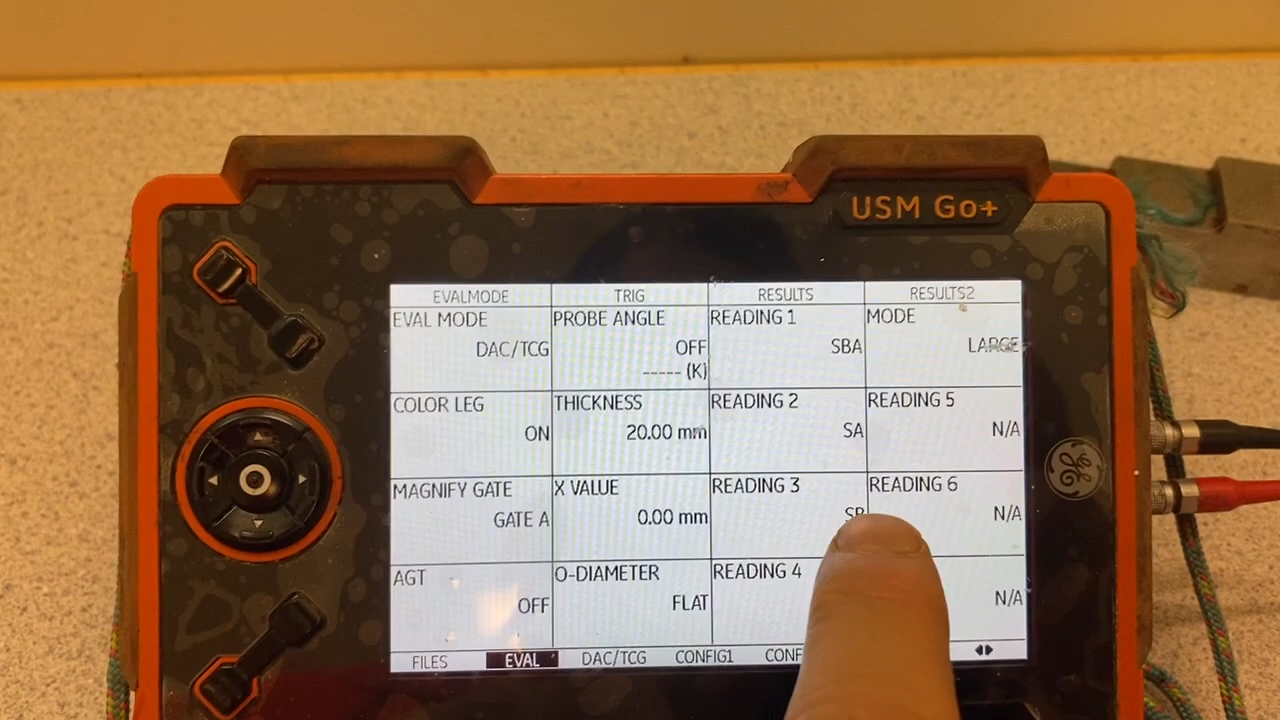 USM Go+
EVALMODE TRIG RESULTS RESULTS2
EVAL MODE PROBE ANGLE READING 1 MODE
DAC/TCG OFF SBA LARGE
----- (K)
COLOR LEG THICKNESS READING 2 READING 5
ON 20.00 mm SA N/A
MAGNIFY GATE X VALUE READING 3 READING 6
GATE A 0.00 mm N/A
AGT O-DIAMETER READING 4
OFF FLAT N/A
FILES EVAL DAC/TCG CONFIG1